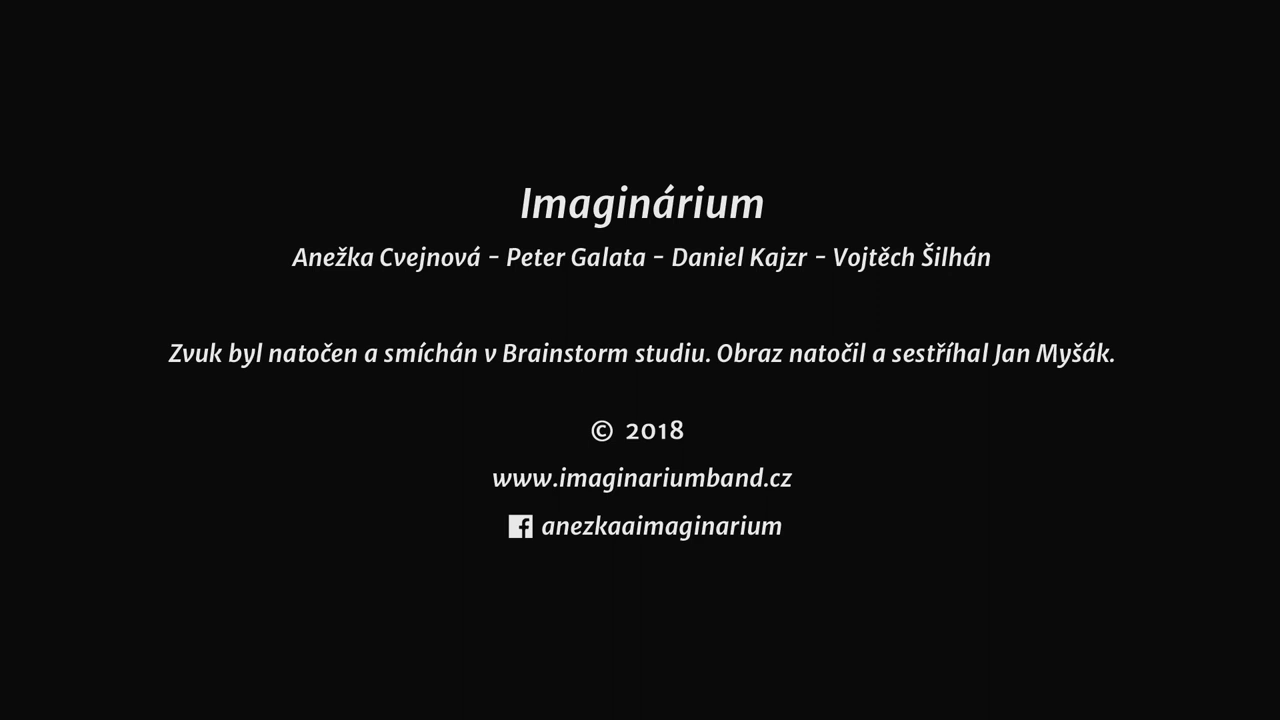 Imaginárium
Anežka Cvejnová - Peter Galata - Daniel Kajzr - Vojtěch Šilhán
Zvuk byl natočen a smíchán v Brainstorm studiu. Obraz natočil a sestříhal Jan Myšák.
© 2018
www.imaginariumband.cz
anezkaaimaginarium